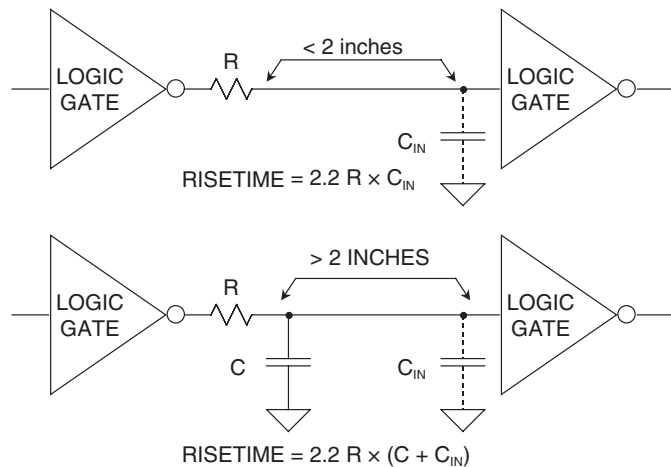 < 2 inches
R
LOGIC
GATE
LOGIC
GATE
C_IN
RISETIME = 2.2 R × C_IN
> 2 INCHES
R
LOGIC
GATE
LOGIC
GATE
C
C_IN
RISETIME = 2.2 R × (C + C_IN)